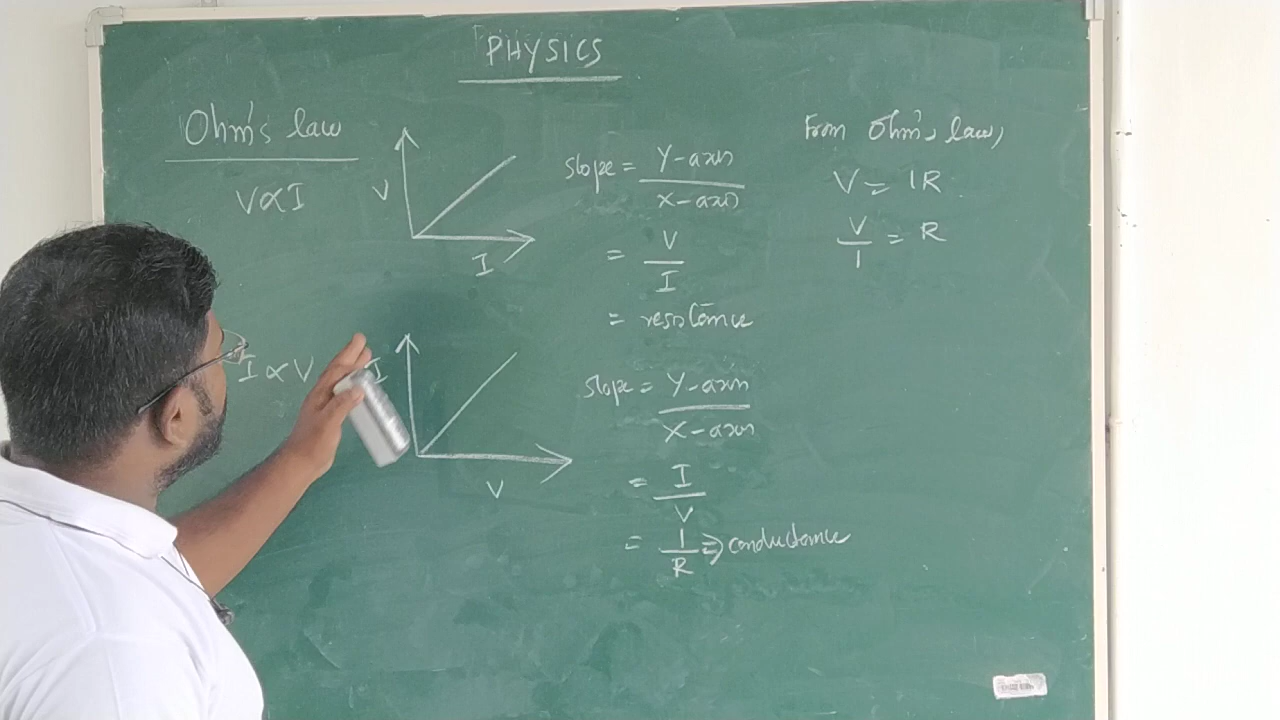 PHYSICS
Ohm's law
V∝I
V
I
slope = Y-axis
X-axis
= V
I
= resistance
From Ohm's law,
V = IR
V = R
I
I ∝ V
I
V
slope = Y-axis
X-axis
= I
V
= 1 ⇒ conductance
R